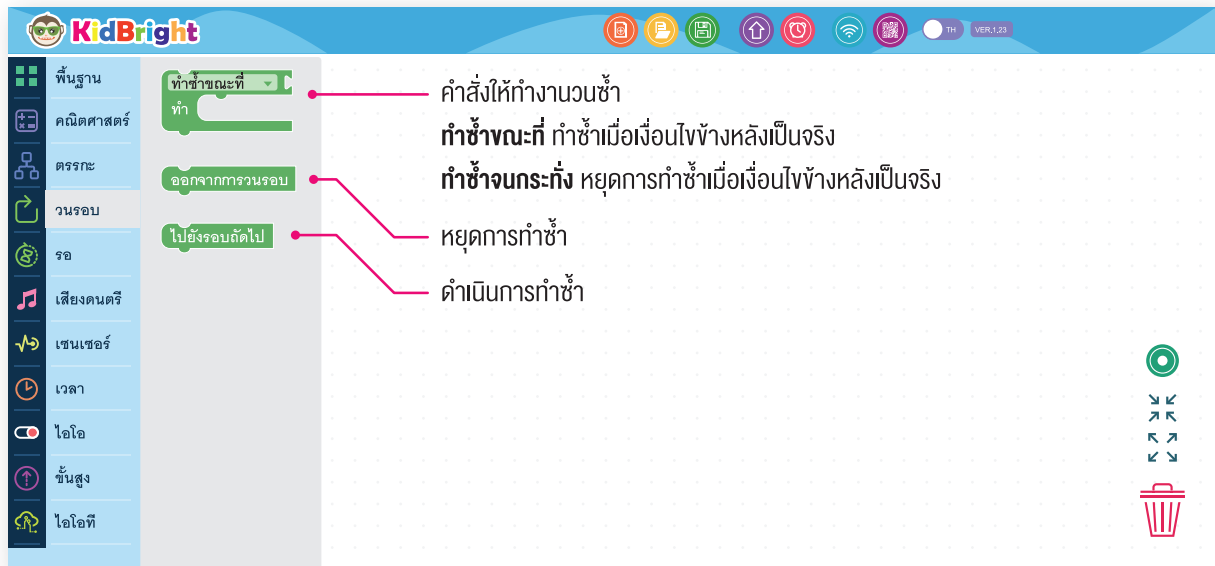 KidBright
TH
VER,1,23
พื้นฐาน
คณิตศาสตร์
ตรรกะ
วนรอบ
รอ
เสียงดนตรี
เซนเซอร์
เวลา
ไอโอ
ขั้นสูง
ไอโอที
ทำซ้ำขณะที่
ทำ
ออกจากการวนรอบ
ไปยังรอบถัดไป
คำสั่งให้ทำงานวนซ้ำ
ทำซ้ำขณะที่ ทำซ้ำเมื่อเงื่อนไขข้างหลังเป็นจริง
ทำซ้ำจนกระทั่ง หยุดการทำซ้ำเมื่อเงื่อนไขข้างหลังเป็นจริง
หยุดการทำซ้ำ
ดำเนินการทำซ้ำ